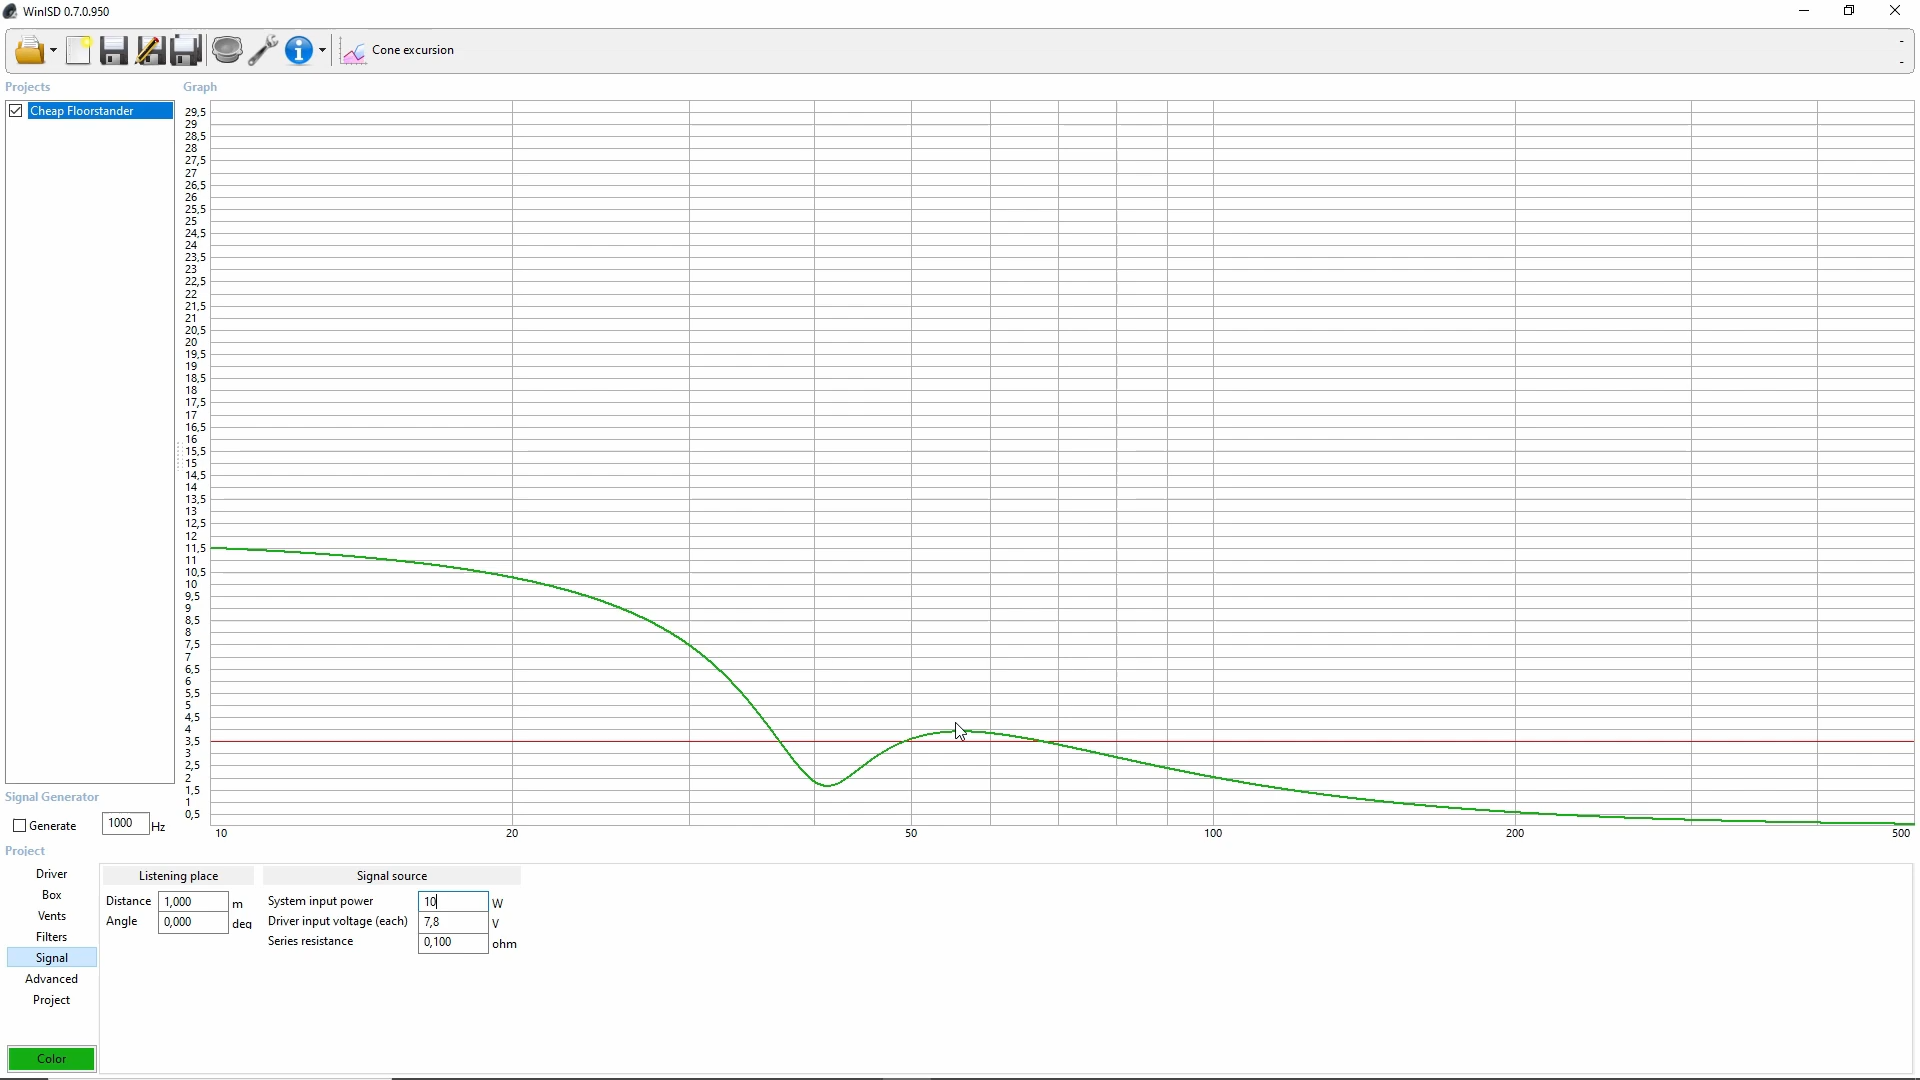 WinISD 0.7.0.950
Cone excursion
Projects
Graph
Cheap Floorstander
29,5
29
28,5
28
27,5
27
26,5
26
25,5
25
24,5
24
23,5
23
22,5
22
21,5
21
20,5
20
19,5
19
18,5
18
17,5
17
16,5
16
15,5
15
14,5
14
13,5
13
12,5
12
11,5
11
10,5
10
9,5
9
8,5
8
7,5
7
6,5
6
5,5
5
4,5
4
3,5
3
2,5
2
1,5
1
0,5
10 20 50 100 200 500
Signal Generator
Generate 1000 Hz
Project
Driver
Box
Vents
Filters
Signal
Advanced
Project
Color
Listening place
Distance 1,000 m
Angle 0,000 deg
Signal source
System input power 10 W
Driver input voltage (each) 7,8 V
Series resistance 0,100 ohm